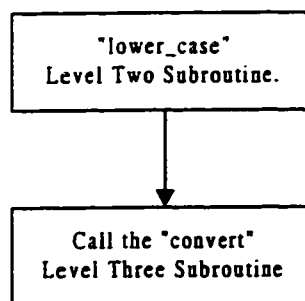 "lower_case"
Level Two Subroutine.
Call the "convert"
Level Three Subroutine